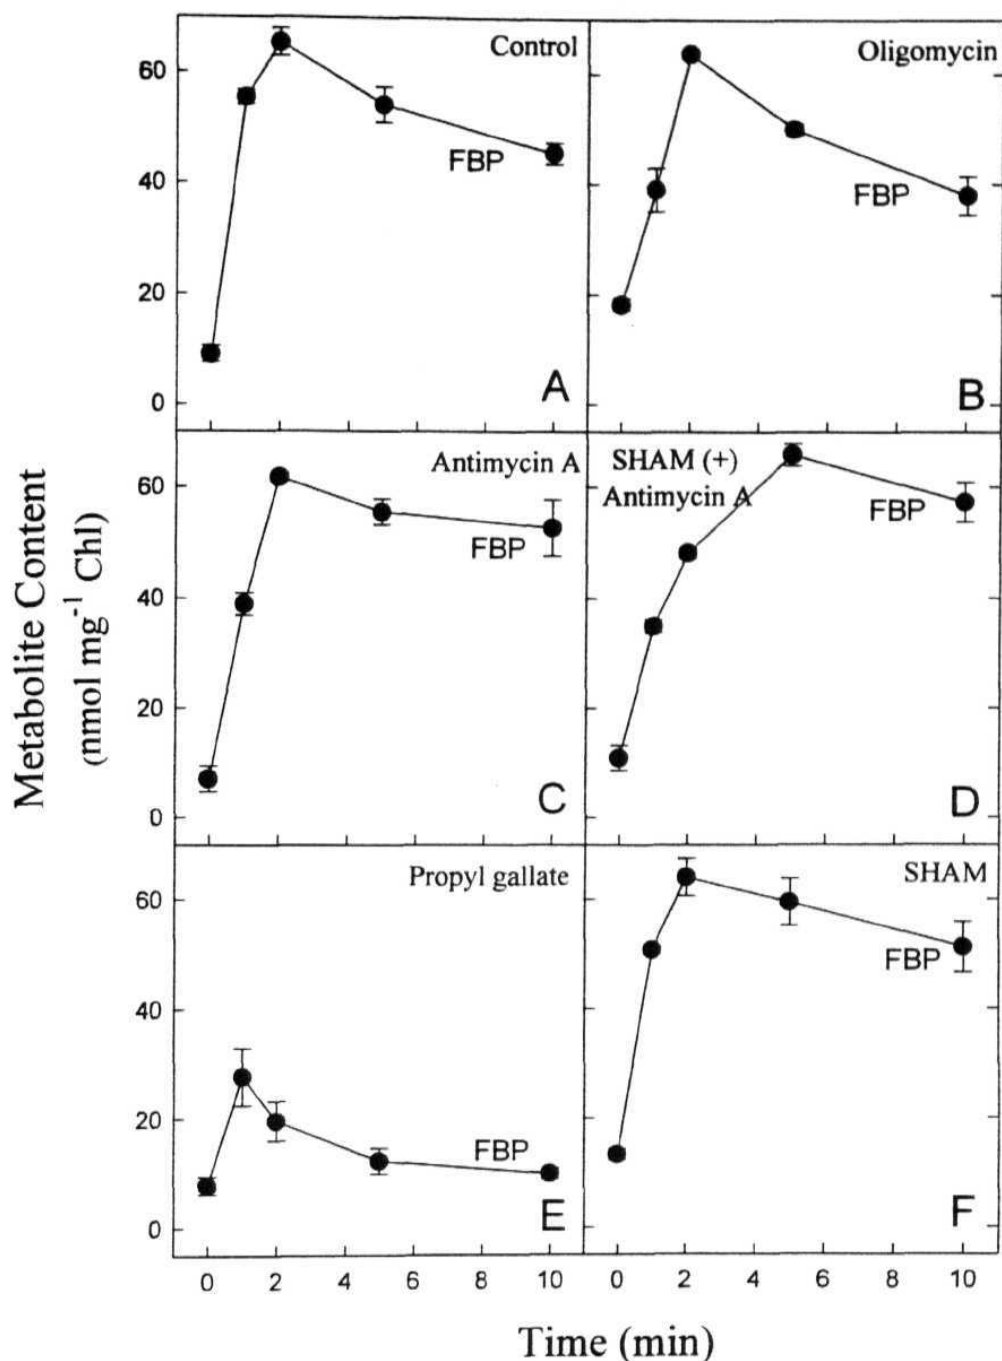 Metabolite Content
(nmol mg⁻¹ Chl)
60
40
20
0
Control
FBP
A
Oligomycin
FBP
B
60
40
20
0
Antimycin A
FBP
C
SHAM (+)
Antimycin A
FBP
D
60
40
20
0
Propyl gallate
FBP
E
SHAM
FBP
F
0 2 4 6 8 10
0 2 4 6 8 10
Time (min)